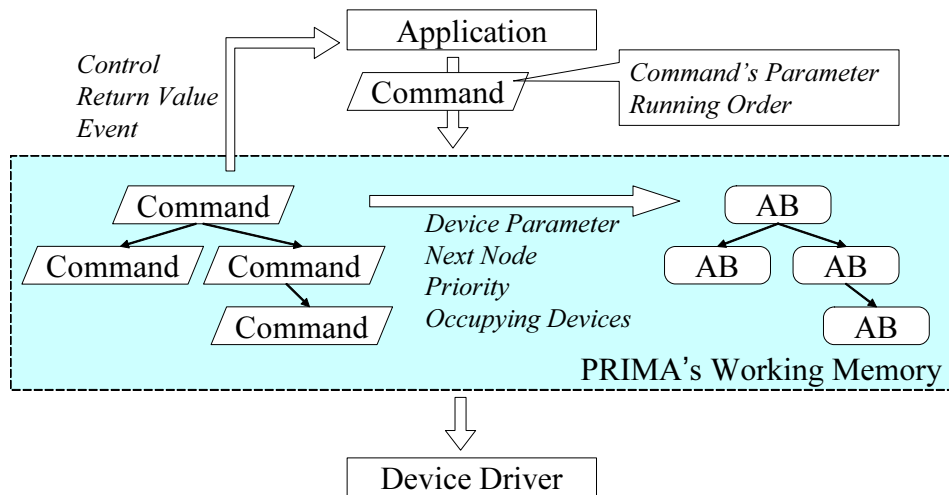 Application
Control
Return Value
Event
Command
Command's Parameter
Running Order
Command
Command
Command
Command
Device Parameter
Next Node
Priority
Occupying Devices
AB
AB
AB
AB
PRIMA's Working Memory
Device Driver